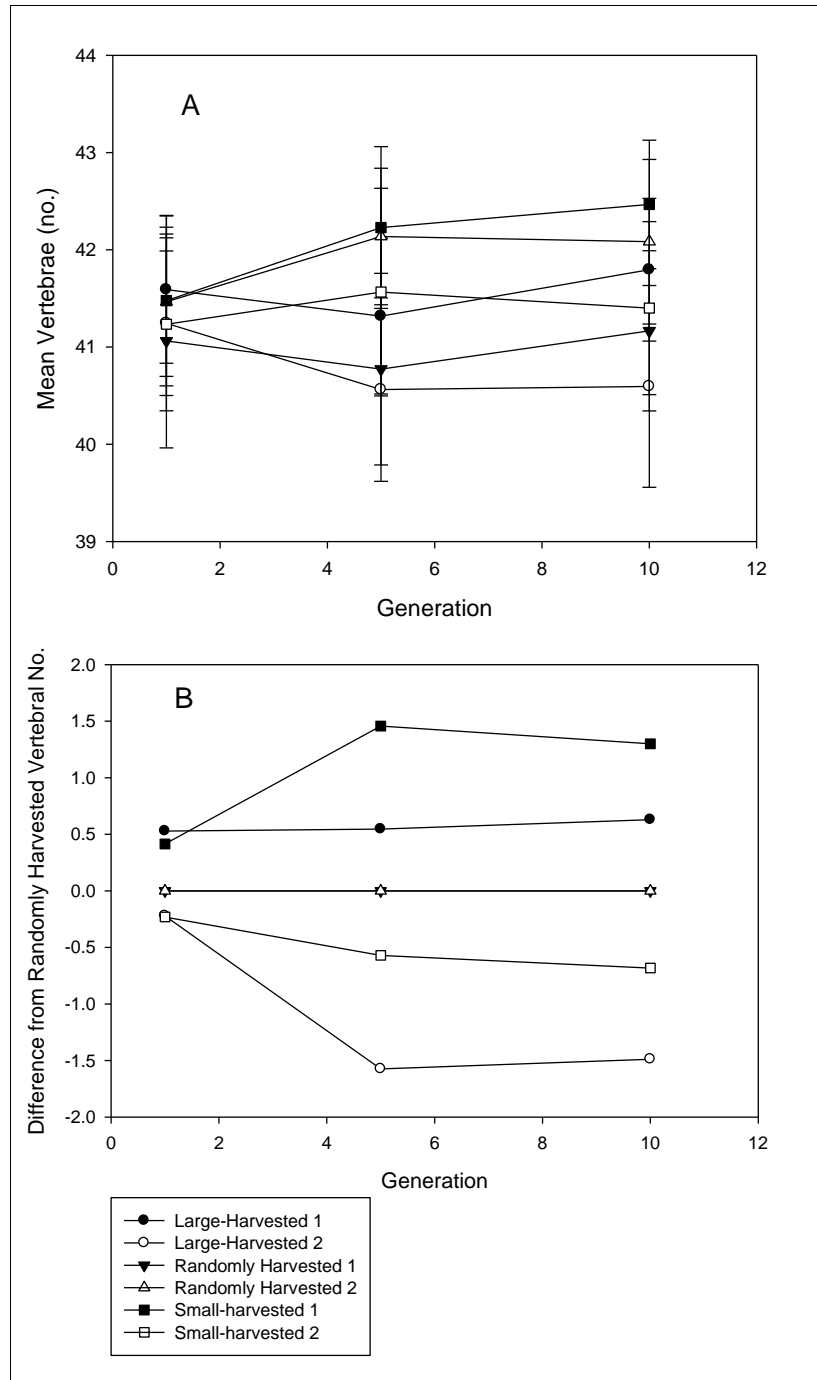 A
Mean Vertebrae (no.)
44
43
42
41
40
39
0 2 4 6 8 10 12
Generation
B
Difference from Randomly Harvested Vertebral No.
2.0
1.5
1.0
0.5
0.0
-0.5
-1.0
-1.5
-2.0
0 2 4 6 8 10 12
Generation
Large-Harvested 1
Large-Harvested 2
Randomly Harvested 1
Randomly Harvested 2
Small-harvested 1
Small-harvested 2